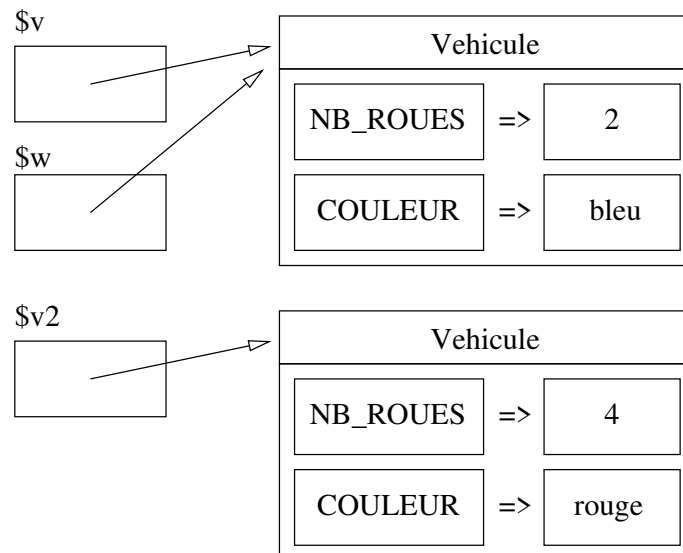 $v
Vehicule
NB_ROUES => 2
$w
COULEUR => bleu
$v2
Vehicule
NB_ROUES => 4
COULEUR => rouge